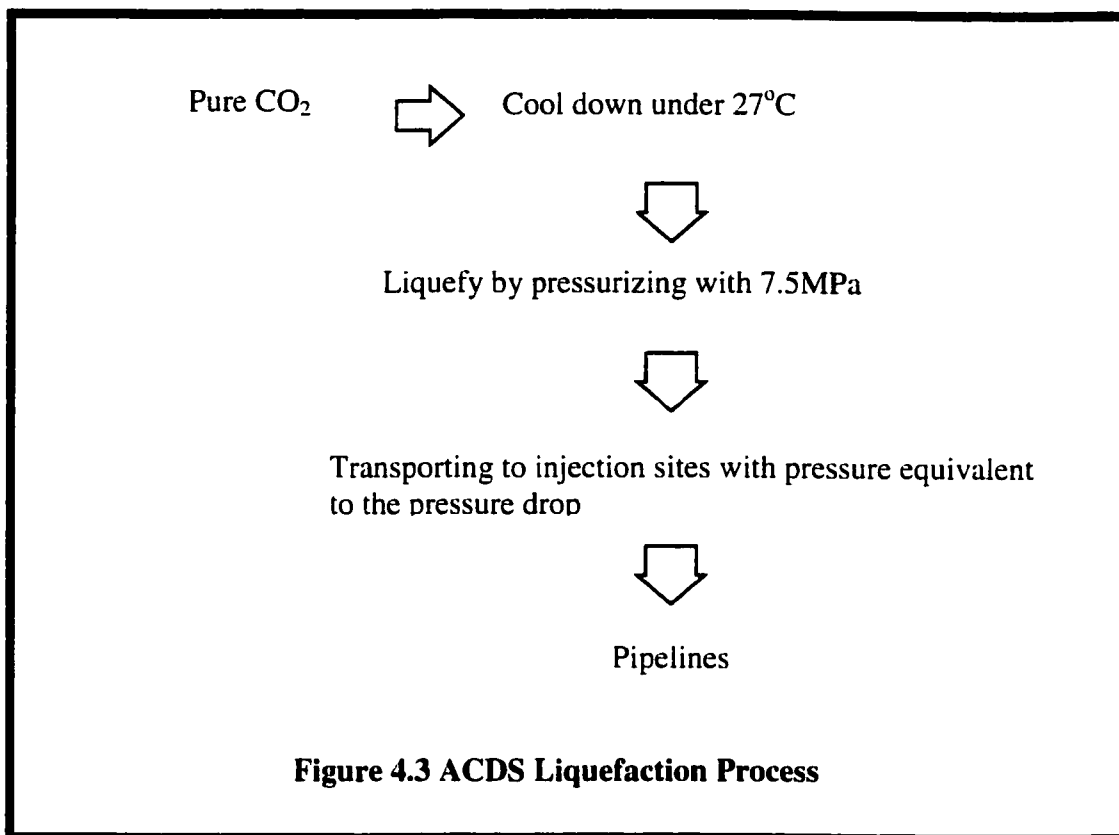 Pure CO₂ Cool down under 27°C
Liquefy by pressurizing with 7.5MPa
Transporting to injection sites with pressure equivalent
to the pressure drop
Pipelines
Figure 4.3 ACDS Liquefaction Process